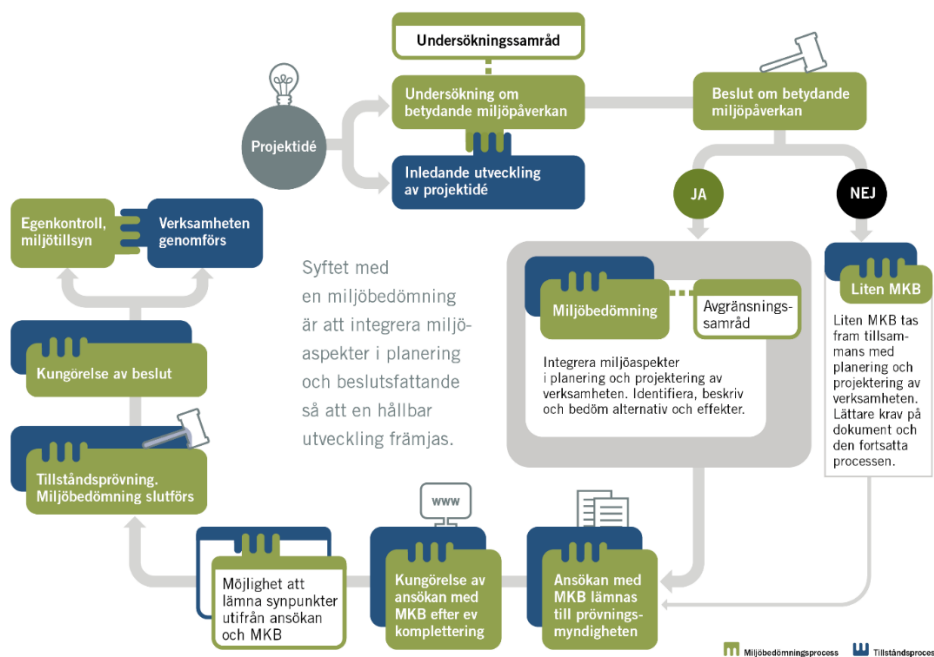 Undersökningssamråd
Undersökning om
betydande miljöpåverkan
Beslut om betydande
miljöpåverkan
Projektidé
Inledande utveckling
av projektidé
JA
NEJ
Egenkontroll,
miljötillsyn
Verksamheten
genomförs
Syftet med
en miljöbedömning
är att integrera miljö-
aspekter i planering
och beslutsfattande
så att en hållbar
utveckling främjas.
Miljöbedömning
Avgränsnings-
samråd
Integrera miljöaspekter
i planering och projektering av
verksamheten. Identifiera, beskriv
och bedöm alternativ och effekter.
Liten MKB
Liten MKB tas
fram tillsam-
mans med
planering och
projektering av
verksamheten.
Lättare krav på
dokument och
den fortsatta
processen.
Kungörelse av beslut
Tillståndsprövning.
Miljöbedömning slutförs
www
Möjlighet att
lämna synpunkter
utifrån ansökan
och MKB
Kungörelse av
ansökan med
MKB efter ev
komplettering
Ansökan med
MKB lämnas
till prövnings-
myndigheten
Miljöbedömningsprocess
Tillståndsproces